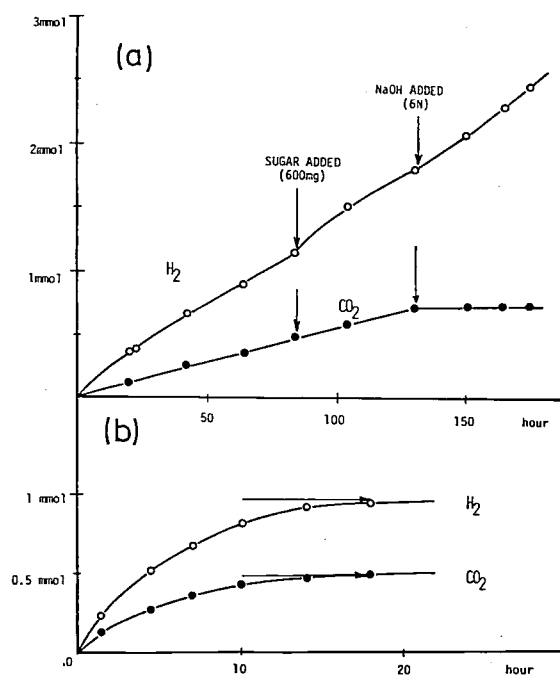 3mmol
(a)
NaOH ADDED
(6N)
2mmol
SUGAR ADDED
(600mg)
H2
1mmol
CO2
50
100
150
hour
(b)
1 mmol
H2
0.5 mmol
CO2
.0
10
20
hour